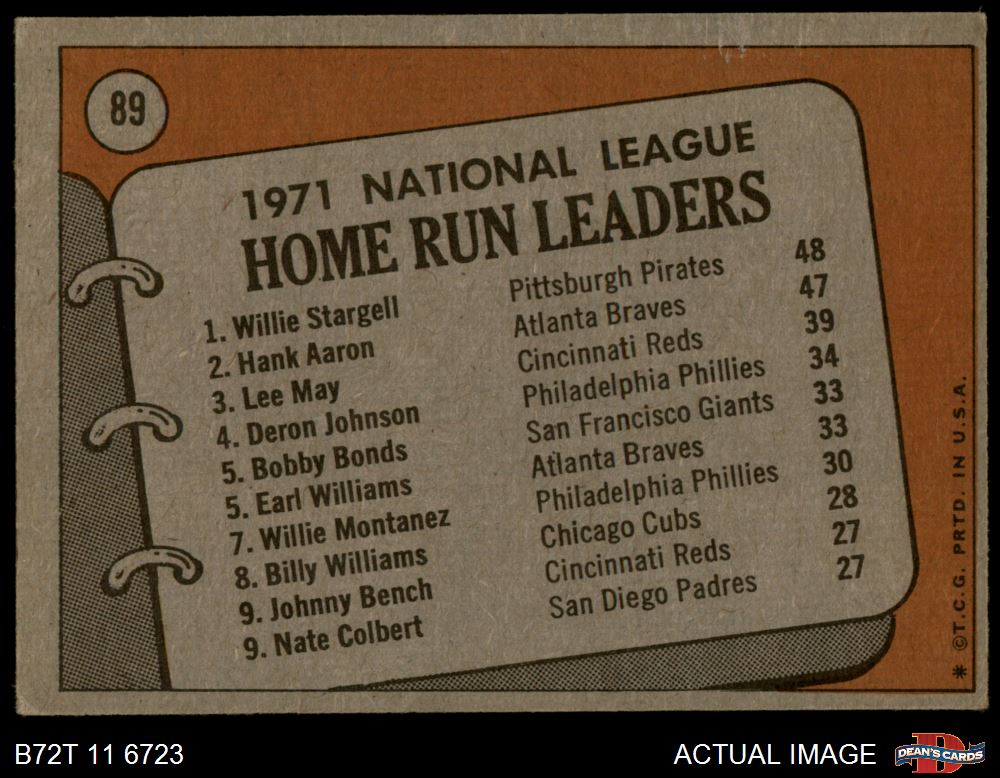 89
1971 NATIONAL LEAGUE
HOME RUN LEADERS
1. Willie Stargell Pittsburgh Pirates 48
2. Hank Aaron Atlanta Braves 47
3. Lee May Cincinnati Reds 39
4. Deron Johnson Philadelphia Phillies 34
5. Bobby Bonds San Francisco Giants 33
5. Earl Williams Atlanta Braves 33
7. Willie Montanez Philadelphia Phillies 30
8. Billy Williams Chicago Cubs 28
9. Johnny Bench Cincinnati Reds 27
9. Nate Colbert San Diego Padres 27
* ©T.C.G. PRTD. IN U.S.A.
B72T 11 6723
ACTUAL IMAGE
D
DEAN'S CARDS